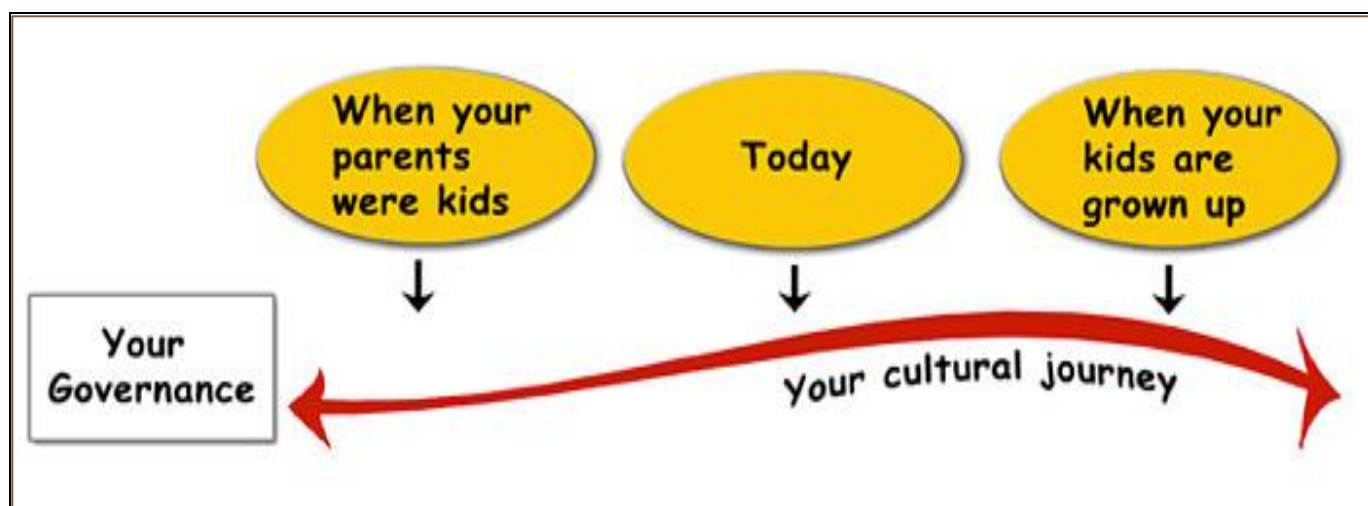 When your
parents
were kids
Today
When your
kids are
grown up
Your
Governance
Your cultural journey